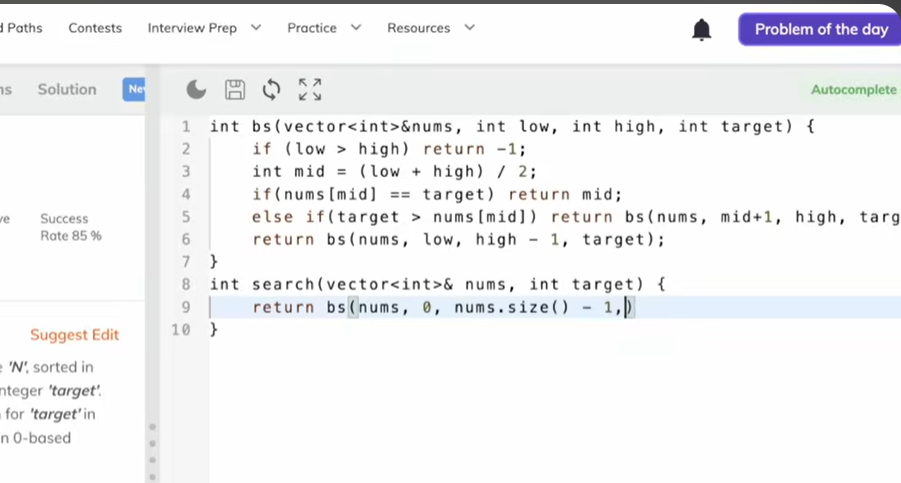 Paths Contests Interview Prep Practice Resources Problem of the day
Solution Autocomplete
1 int bs(vector<int>&nums, int low, int high, int target) {
2 if (low > high) return -1;
3 int mid = (low + high) / 2;
4 if(nums[mid] == target) return mid;
5 else if(target > nums[mid]) return bs(nums, mid+1, high, targ
6 return bs(nums, low, high - 1, target);
7 }
8 int search(vector<int>& nums, int target) {
9 return bs(nums, 0, nums.size() - 1,)
10 }
Success
Rate 85 %
Suggest Edit
'N', sorted in
nteger 'target'.
for 'target' in
n 0-based